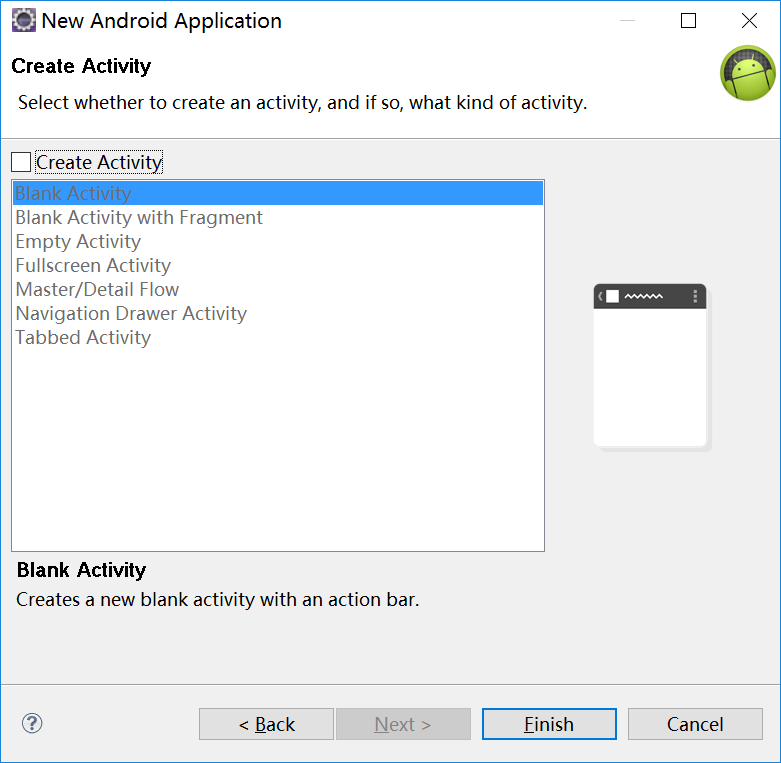 New Android Application
Create Activity
Select whether to create an activity, and if so, what kind of activity.
Create Activity
Blank Activity
Blank Activity with Fragment
Empty Activity
Fullscreen Activity
Master/Detail Flow
Navigation Drawer Activity
Tabbed Activity
Blank Activity
Creates a new blank activity with an action bar.
?
< Back
Next >
Finish
Cancel